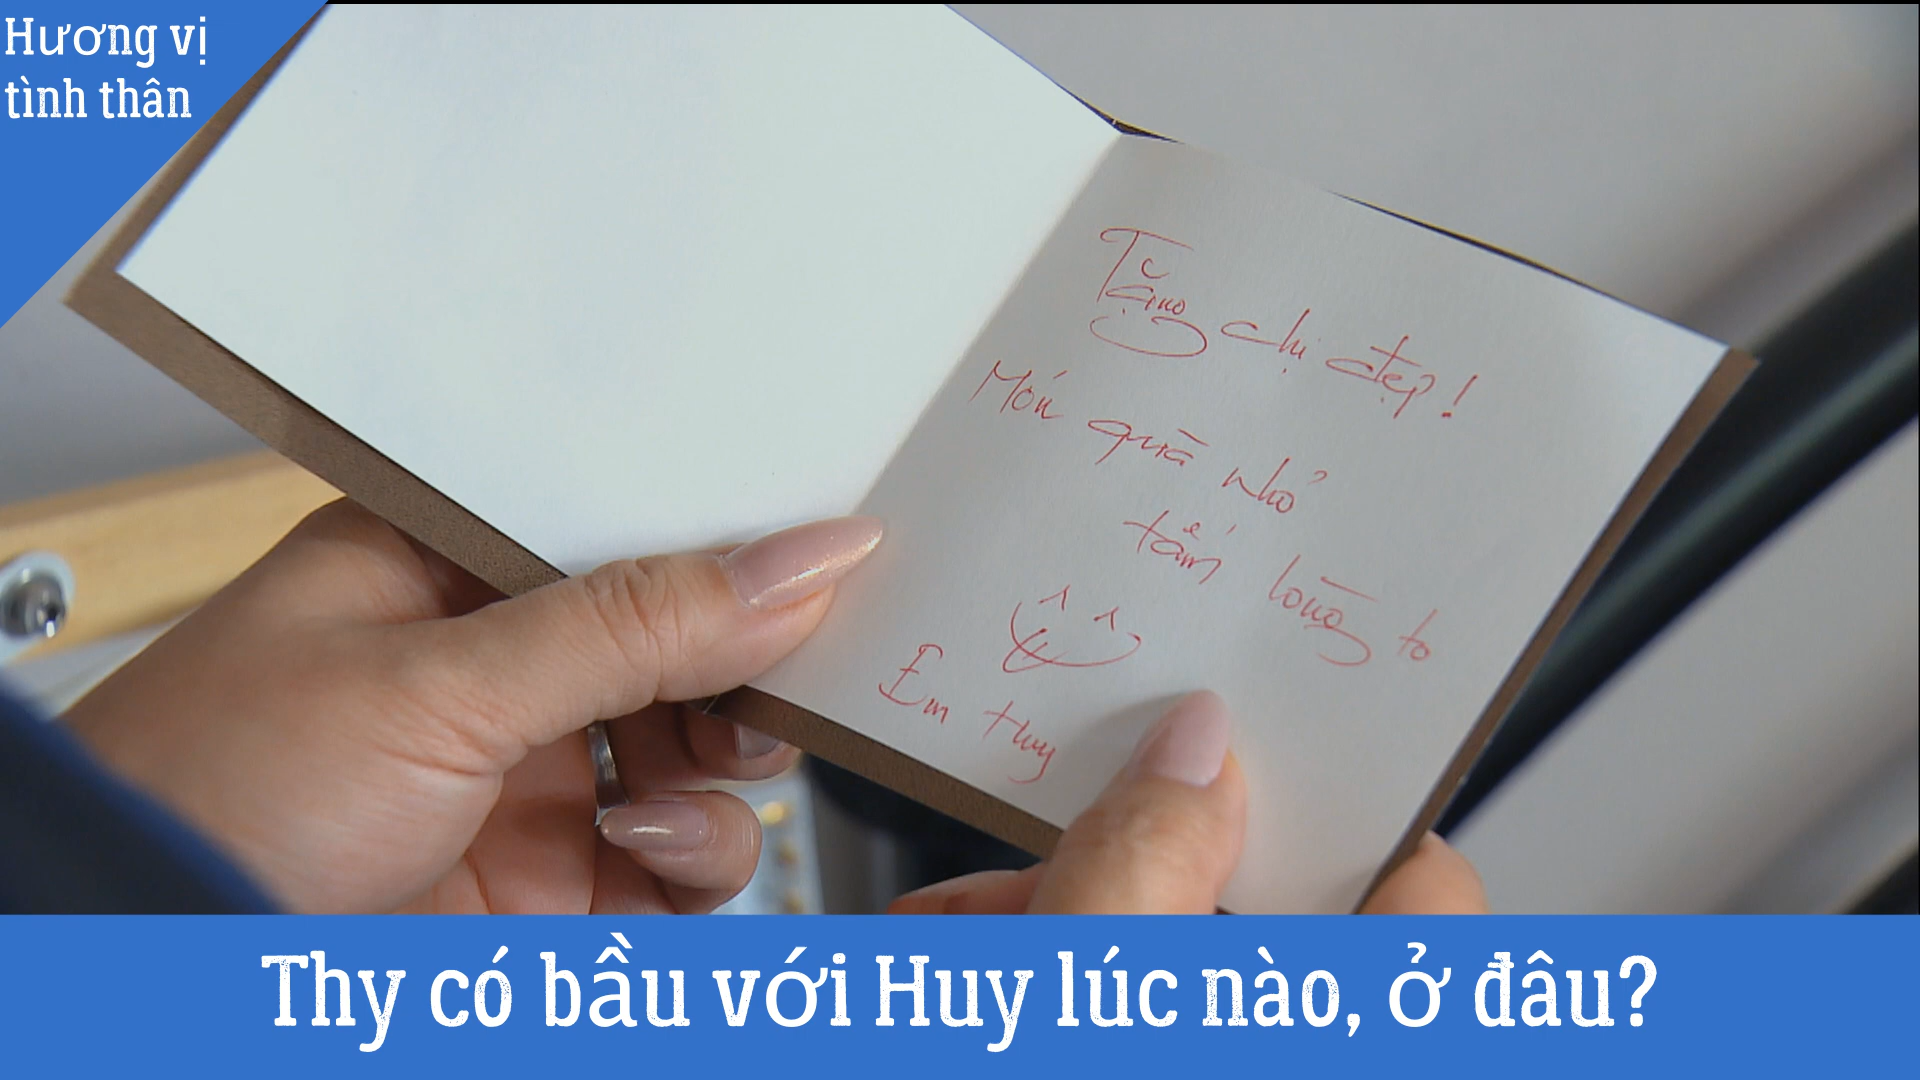 Hương vị
tình thân
Tặng chị đẹp!
Món quà nhỏ
tấm lòng to
Em Huy
Thy có bầu với Huy lúc nào, ở đâu?